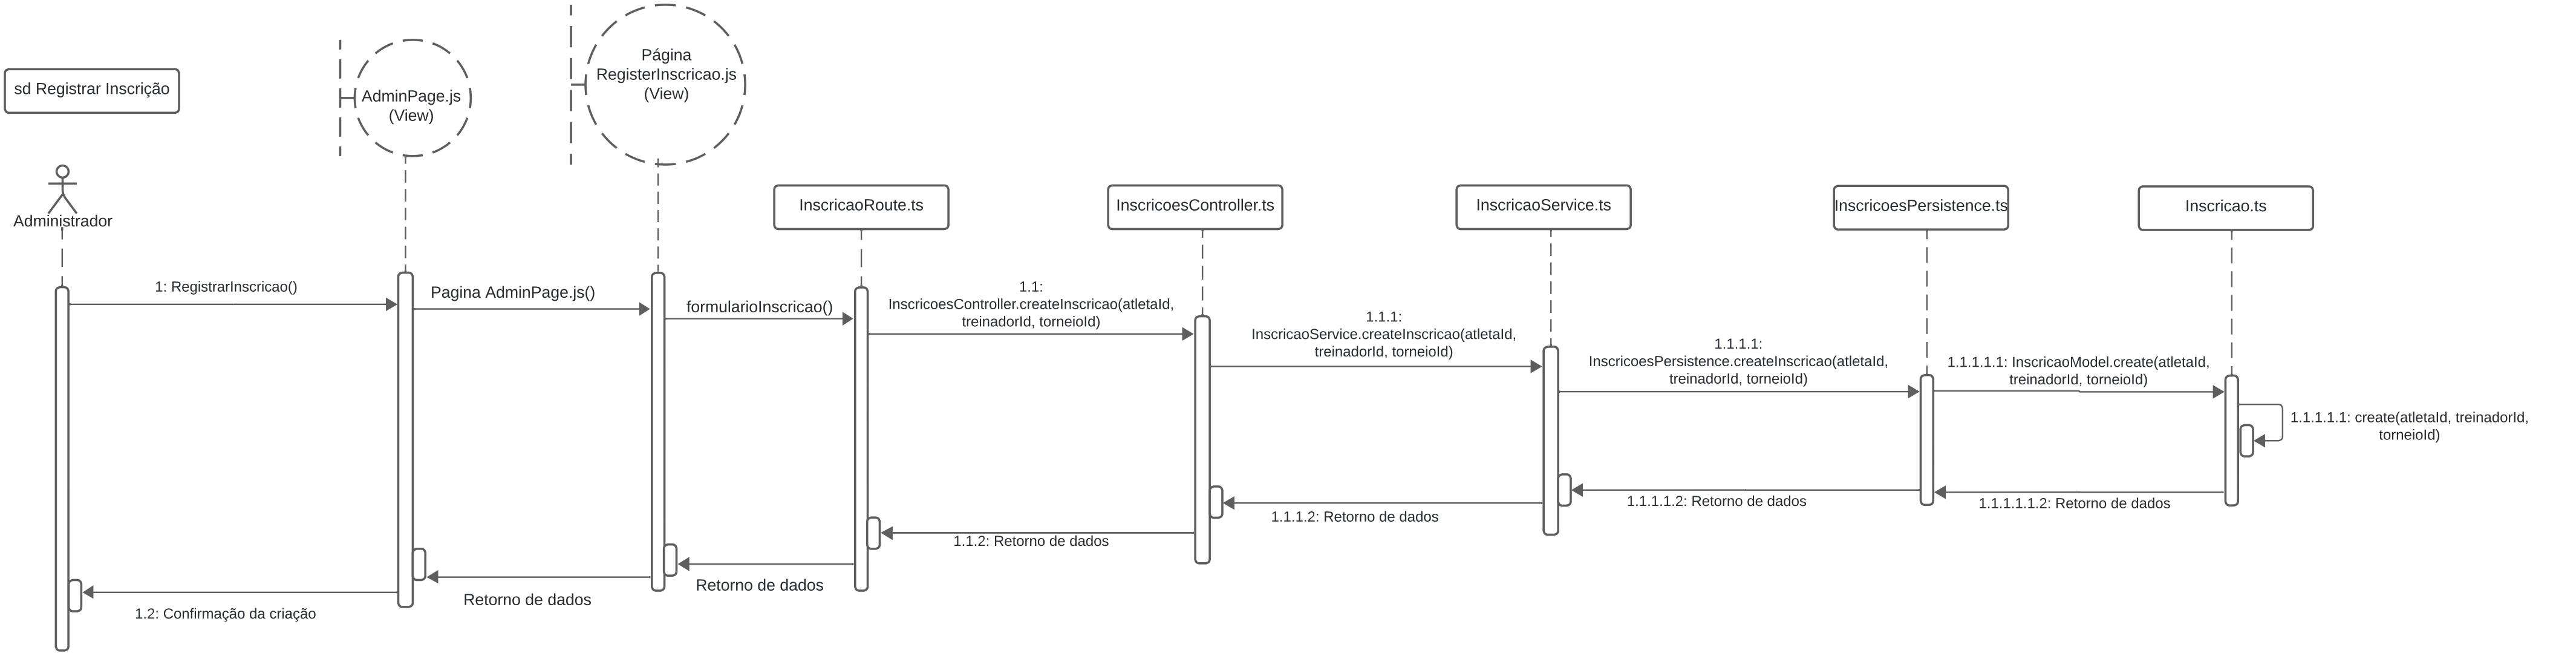 Página
RegisterInscricao.js
(View)
sd Registrar Inscrição
AdminPage.js
(View)
Administrador
InscricaoRoute.ts
InscricoesController.ts
InscricaoService.ts
InscricoesPersistence.ts
Inscricao.ts
1: RegistrarInscricao()
Pagina AdminPage.js()
formularioInscricao()
1.1:
InscricoesController.createInscricao(atletaId,
treinadorId, torneioId)
1.1.1:
InscricaoService.createInscricao(atletaId,
treinadorId, torneioId)
1.1.1.1:
InscricoesPersistence.createInscricao(atletaId,
treinadorId, torneioId)
1.1.1.1.1: InscricaoModel.create(atletaId,
treinadorId, torneioId)
1.1.1.1.1: create(atletaId, treinadorId,
torneioId)
1.1.1.1.1.2: Retorno de dados
1.1.1.1.2: Retorno de dados
1.1.1.2: Retorno de dados
1.1.2: Retorno de dados
Retorno de dados
Retorno de dados
1.2: Confirmação da criação